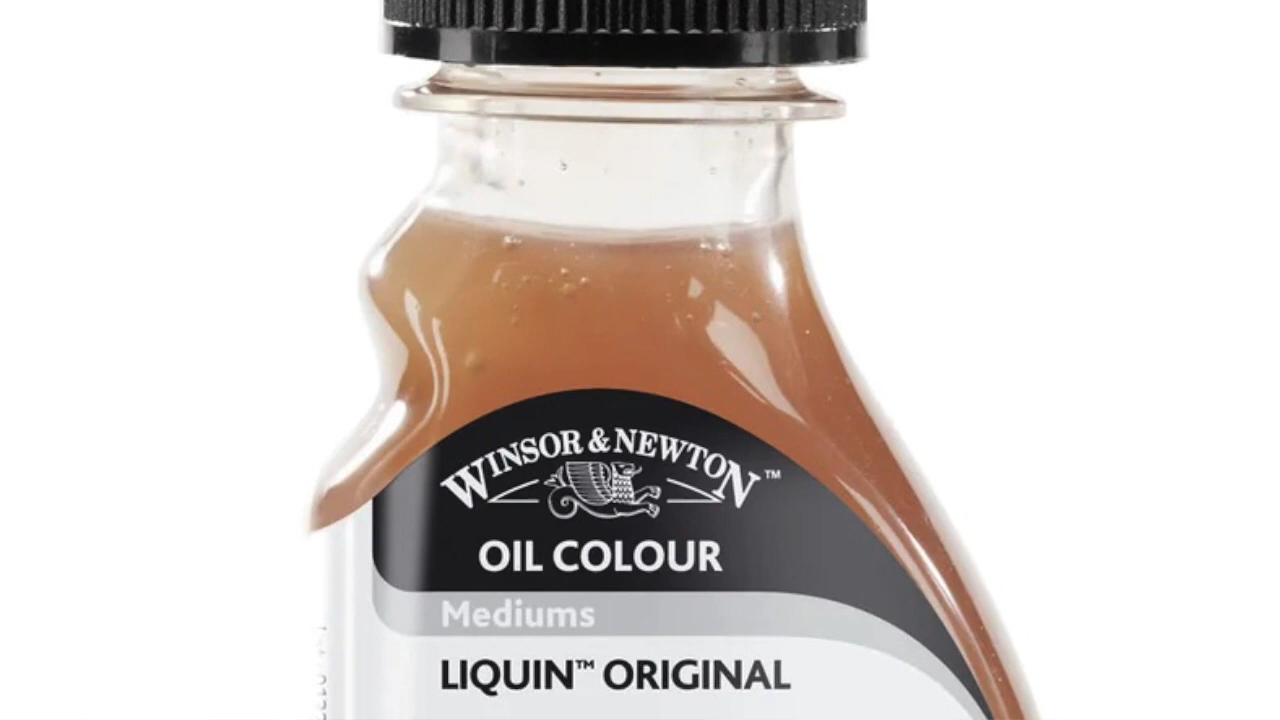 WINSOR & NEWTON™
OIL COLOUR
Mediums
LIQUIN™ ORIGINAL